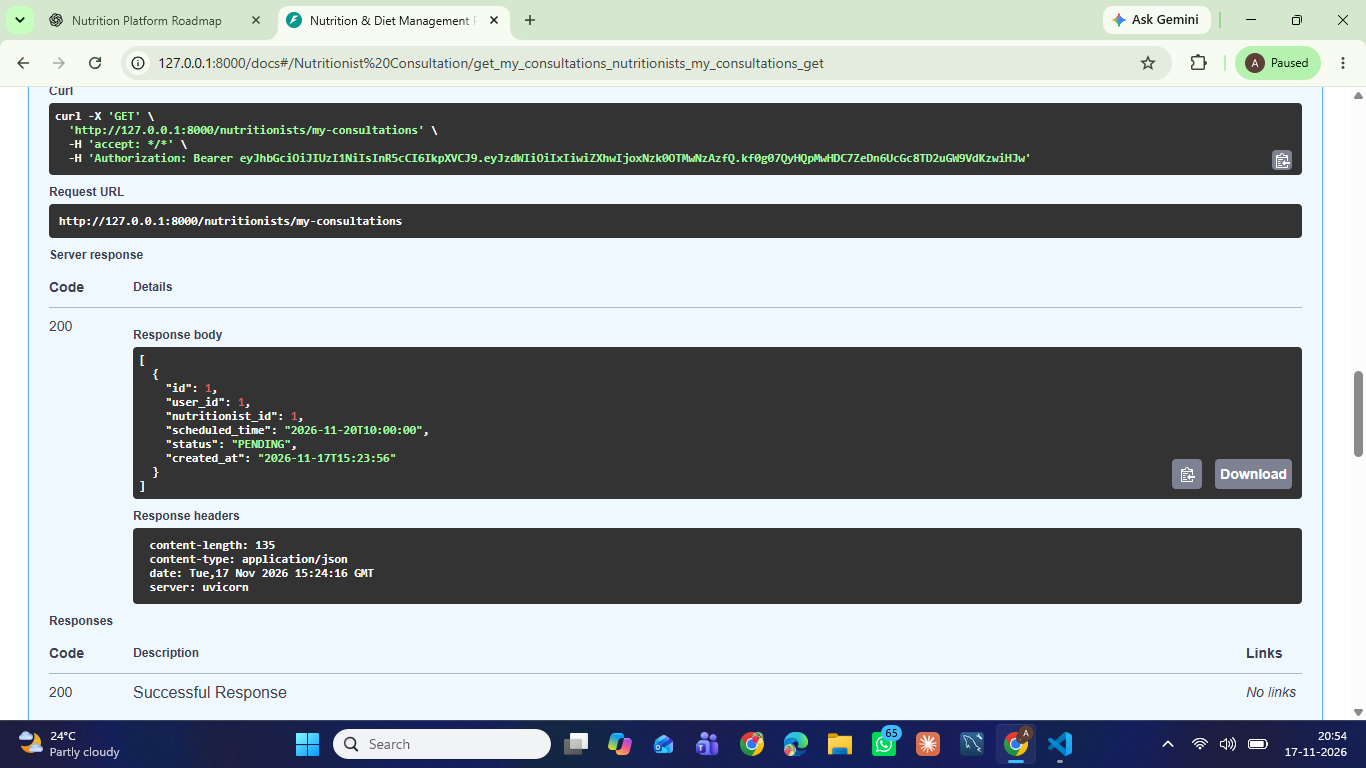 Nutrition Platform Roadmap
Nutrition & Diet Management P
Ask Gemini
127.0.0.1:8000/docs#/Nutritionist%20Consultation/get_my_consultations_nutritionists_my_consultations_get
A
Paused
Curl
curl -X 'GET' \
'http://127.0.0.1:8000/nutritionists/my-consultations' \
-H 'accept: */*' \
-H 'Authorization: Bearer eyJhbGciOiJIUzI1NiIsInR5cCI6IkpXVCJ9.eyJzdWIiOiIxIiwiZXhwIjoxNzk0OTMwNzAzfQ.kf0g07QyHQpMwHDC7ZeDn6UcGc8TD2uGW9VdKzwiHJw'
Request URL
http://127.0.0.1:8000/nutritionists/my-consultations
Server response
Code
Details
200
Response body
[
{
"id": 1,
"user_id": 1,
"nutritionist_id": 1,
"scheduled_time": "2026-11-20T10:00:00",
"status": "PENDING",
"created_at": "2026-11-17T15:23:56"
}
]
Download
Response headers
content-length: 135
content-type: application/json
date: Tue,17 Nov 2026 15:24:16 GMT
server: uvicorn
Responses
Code
Description
Links
200
Successful Response
No links
24°C
Partly cloudy
Search
65
A
20:54
17-11-2026